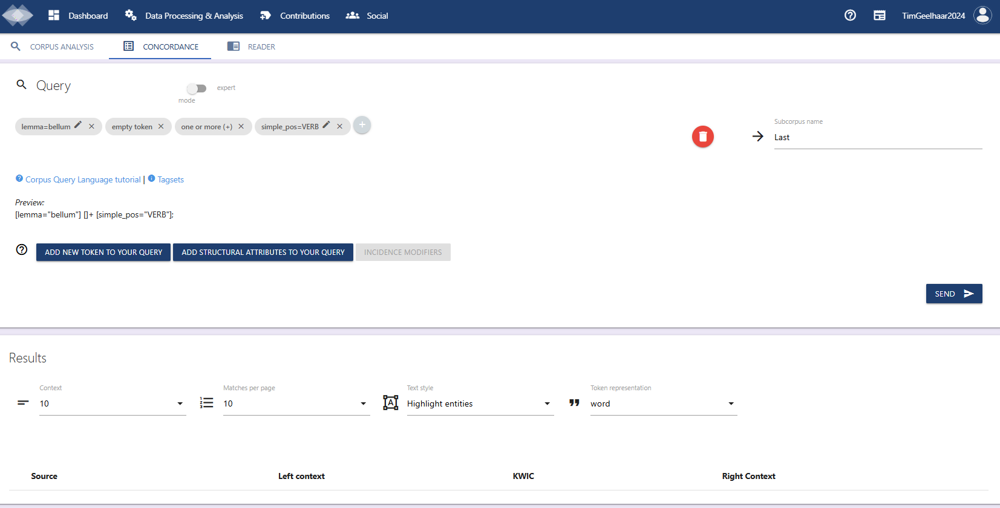 Dashboard Data Processing & Analysis Contributions Social TimGeelhaar2024
CORPUS ANALYSIS CONCORDANCE READER
Query
expert
mode
lemma=bellum empty token one or more (+) simple_pos=VERB
Subcorpus name
Last
Corpus Query Language tutorial | Tagsets
Preview:
[lemma="bellum"] []+ [simple_pos="VERB"];
ADD NEW TOKEN TO YOUR QUERY ADD STRUCTURAL ATTRIBUTES TO YOUR QUERY INCIDENCE MODIFIERS
SEND
Results
Context Matches per page Text style Token representation
10 10 Highlight entities word
Source Left context KWIC Right Context